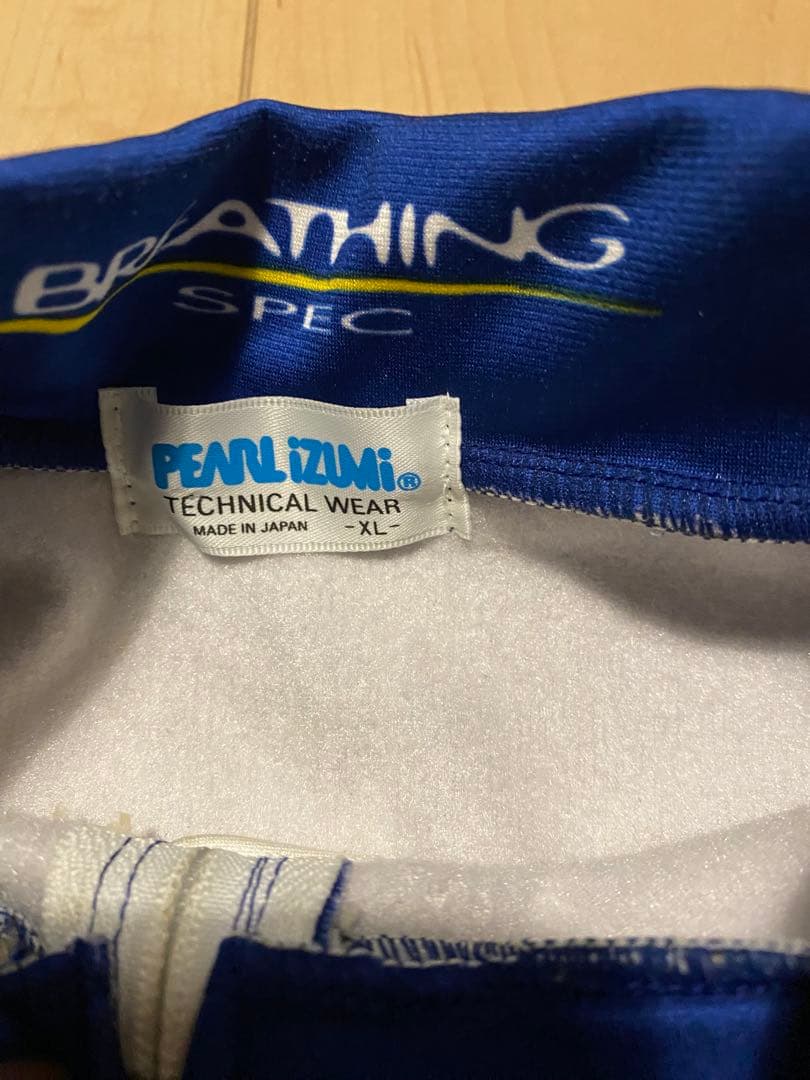 BREATHING
SPEC
PEARL iZUMi®
TECHNICAL WEAR
MADE IN JAPAN -XL-